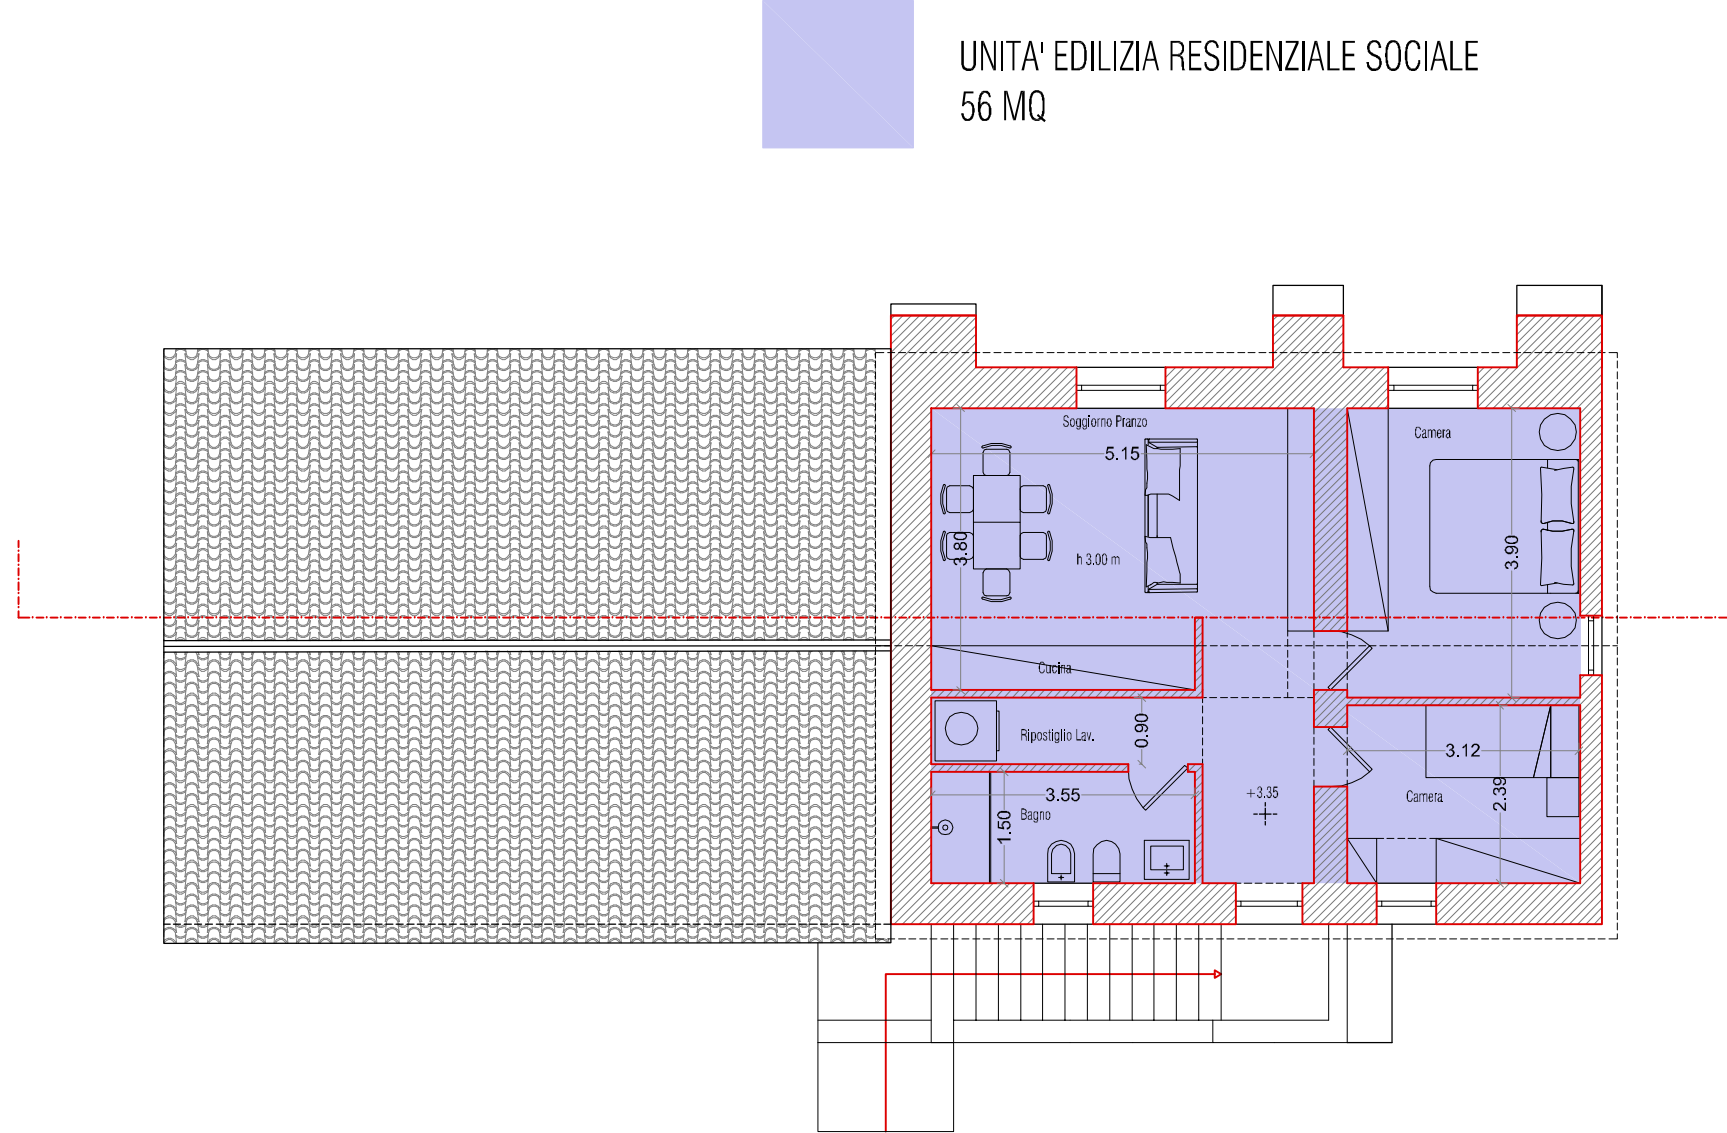 UNITA' EDILIZIA RESIDENZIALE SOCIALE
56 MQ
Soggiorno Pranzo
Camera
5.15
3.80
h 3.00 m
3.90
Cucina
Ripostiglio Lav.
0.90
3.12
3.55
+3.35
2.39
Camera
Bagno
1.50